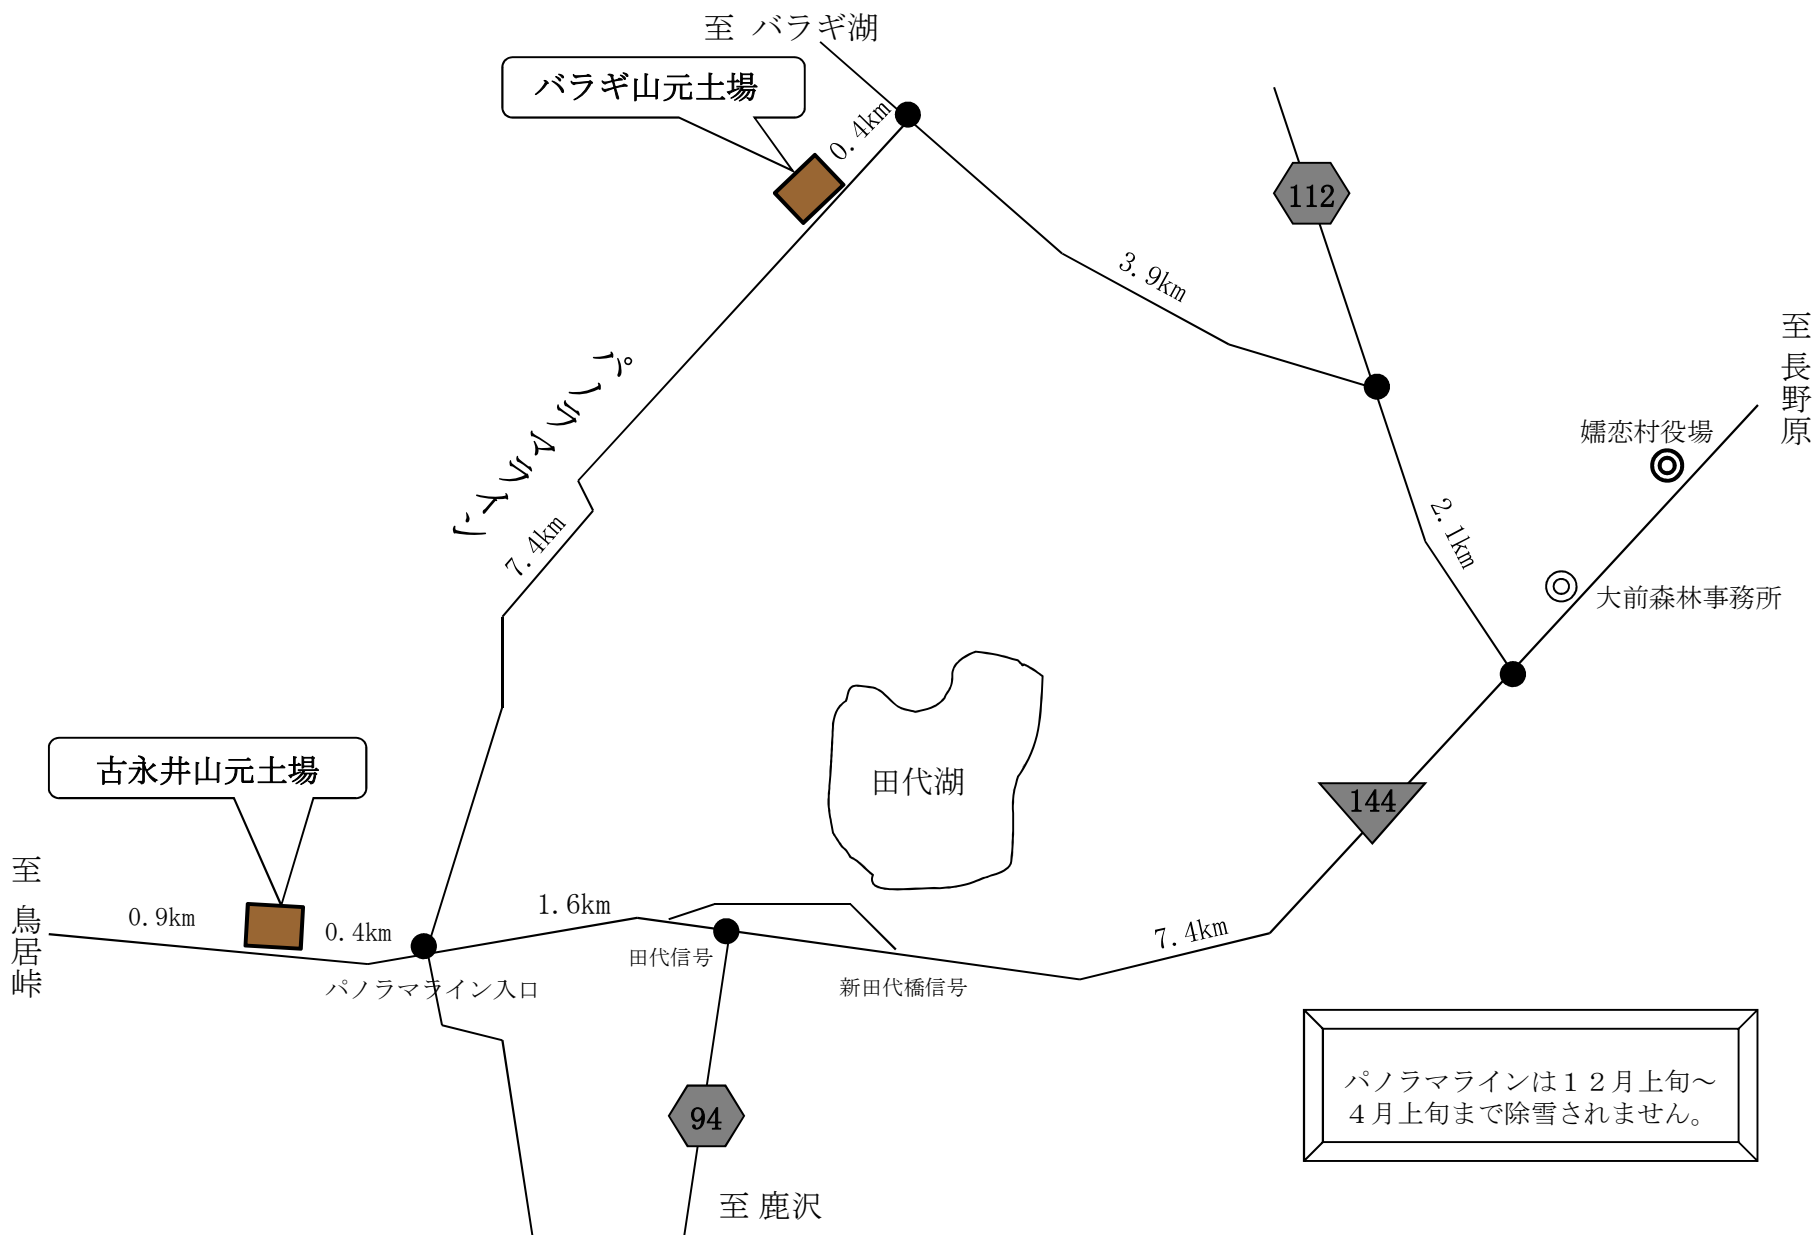 至 バラギ湖
バラギ山元土場
0.4km
112
3.9km
至 長野原
パノラマライン
嬬恋村役場
2.1km
7.4km
大前森林事務所
古永井山元土場
田代湖
144
至 鳥居峠
0.9km
0.4km
1.6km
7.4km
田代信号
新田代橋信号
パノラマライン入口
パノラマラインは１２月上旬～
４月上旬まで除雪されません。
94
至 鹿沢